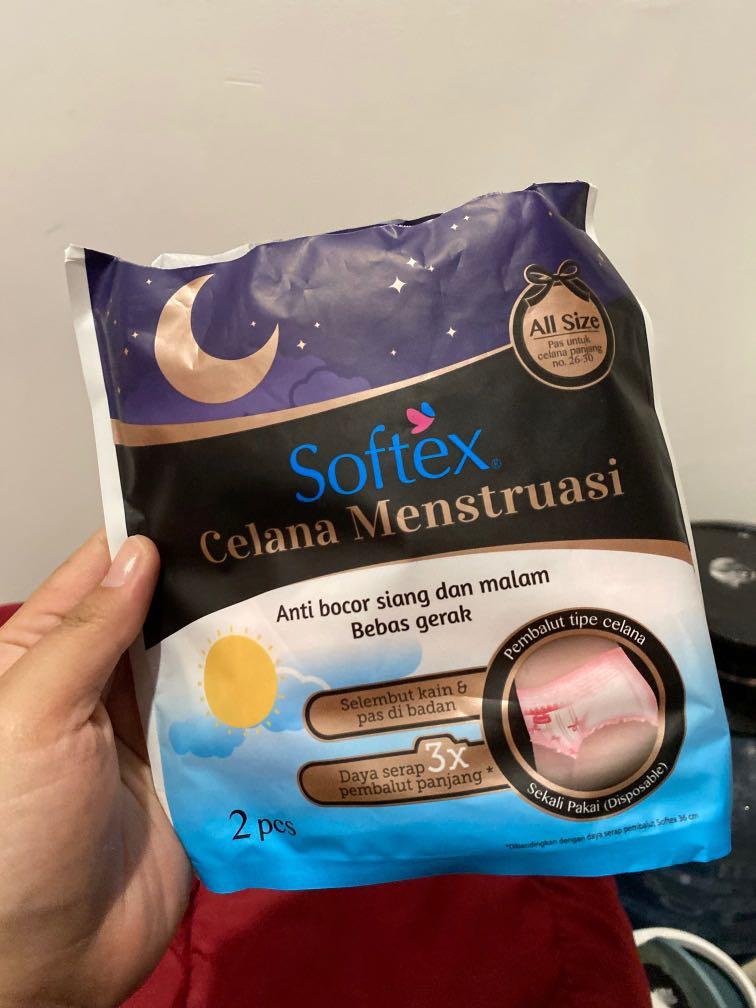 All Size
Pas untuk
celana panjang
no. 26-30
Softex®
Celana Menstruasi
Anti bocor siang dan malam
Bebas gerak
Selembut kain &
pas di badan
Daya serap 3x
pembalut panjang *
Pembalut tipe celana
Sekali Pakai (Disposable)
2 pcs
*Dibandingkan dengan daya serap pembalut Softex 36 cm